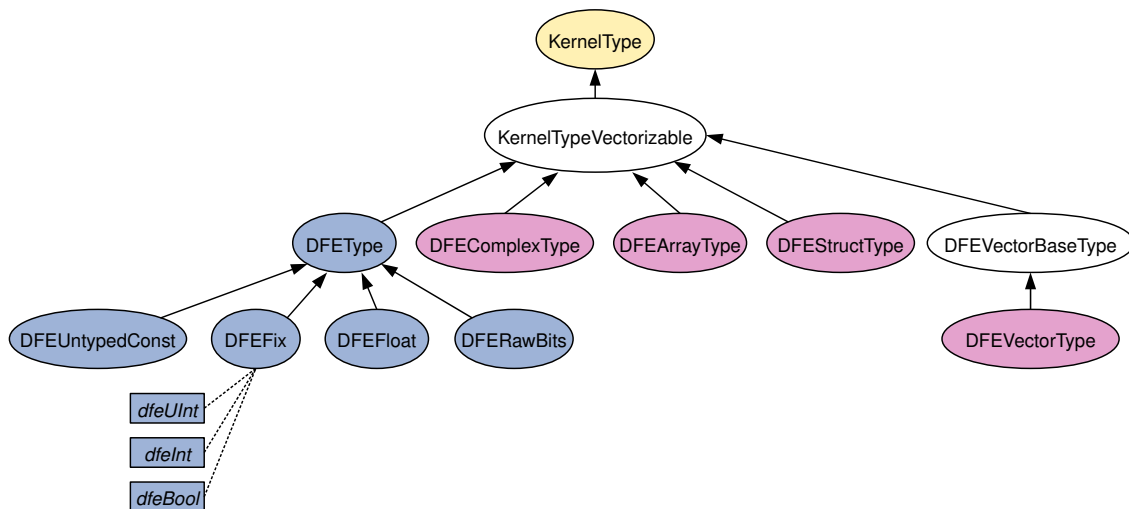 KernelType
KernelTypeVectorizable
DFEType
DFEComplexType
DFEArrayType
DFEStructType
DFEVectorBaseType
DFEUntypedConst
DFEFix
DFEFloat
DFERawBits
DFEVectorType
dfeUInt
dfeInt
dfeBool